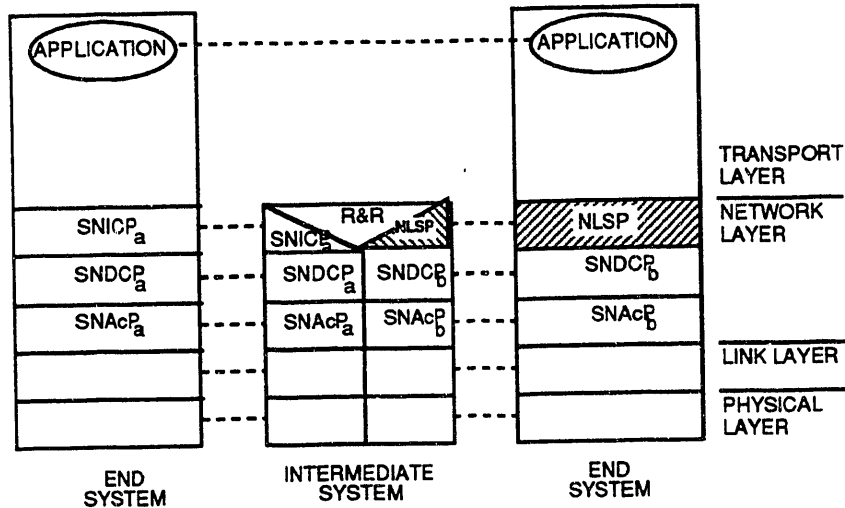 APPLICATION
APPLICATION
TRANSPORT
LAYER
SNICPa
R&R
SNICPa
NLSP
NLSP
NETWORK
LAYER
SNDCPa
SNDCPa
SNDCPb
SNDCPb
SNAcPa
SNAcPa
SNAcPb
SNAcPb
LINK LAYER
PHYSICAL
LAYER
END
SYSTEM
INTERMEDIATE
SYSTEM
END
SYSTEM